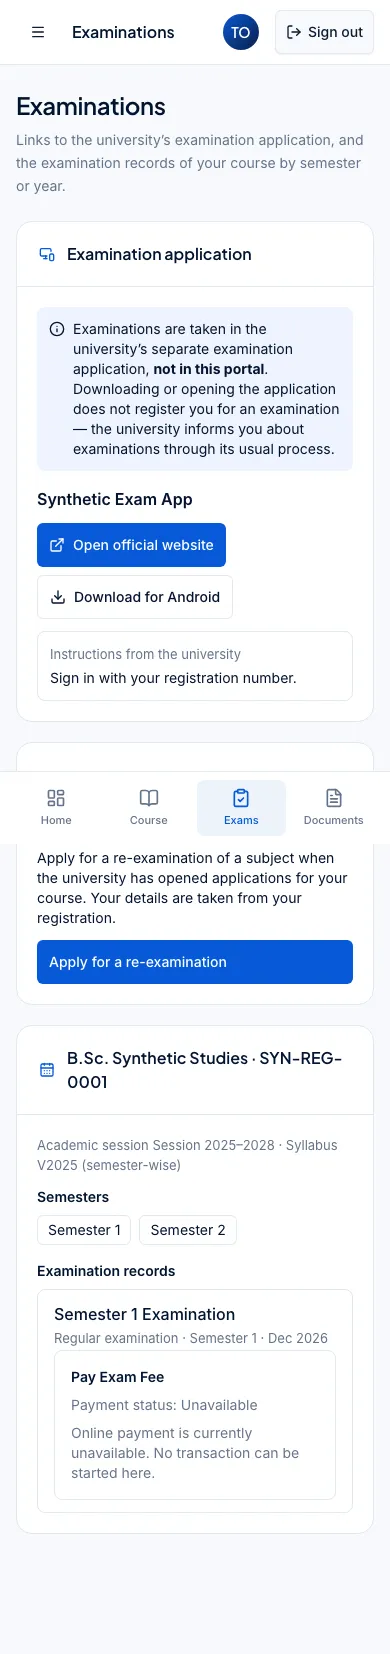 Examinations
TO
Sign out
Examinations
Links to the university's examination application, and
the examination records of your course by semester
or year.
Examination application
Examinations are taken in the
university's separate examination
application, not in this portal.
Downloading or opening the application
does not register you for an examination
— the university informs you about
examinations through its usual process.
Synthetic Exam App
Open official website
Download for Android
Instructions from the university
Sign in with your registration number.
Home
Course
Exams
Documents
Apply for a re-examination of a subject when
the university has opened applications for your
course. Your details are taken from your
registration.
Apply for a re-examination
B.Sc. Synthetic Studies · SYN-REG-
0001
Academic session Session 2025–2028 · Syllabus
V2025 (semester-wise)
Semesters
Semester 1
Semester 2
Examination records
Semester 1 Examination
Regular examination · Semester 1 · Dec 2026
Pay Exam Fee
Payment status: Unavailable
Online payment is currently
unavailable. No transaction can be
started here.